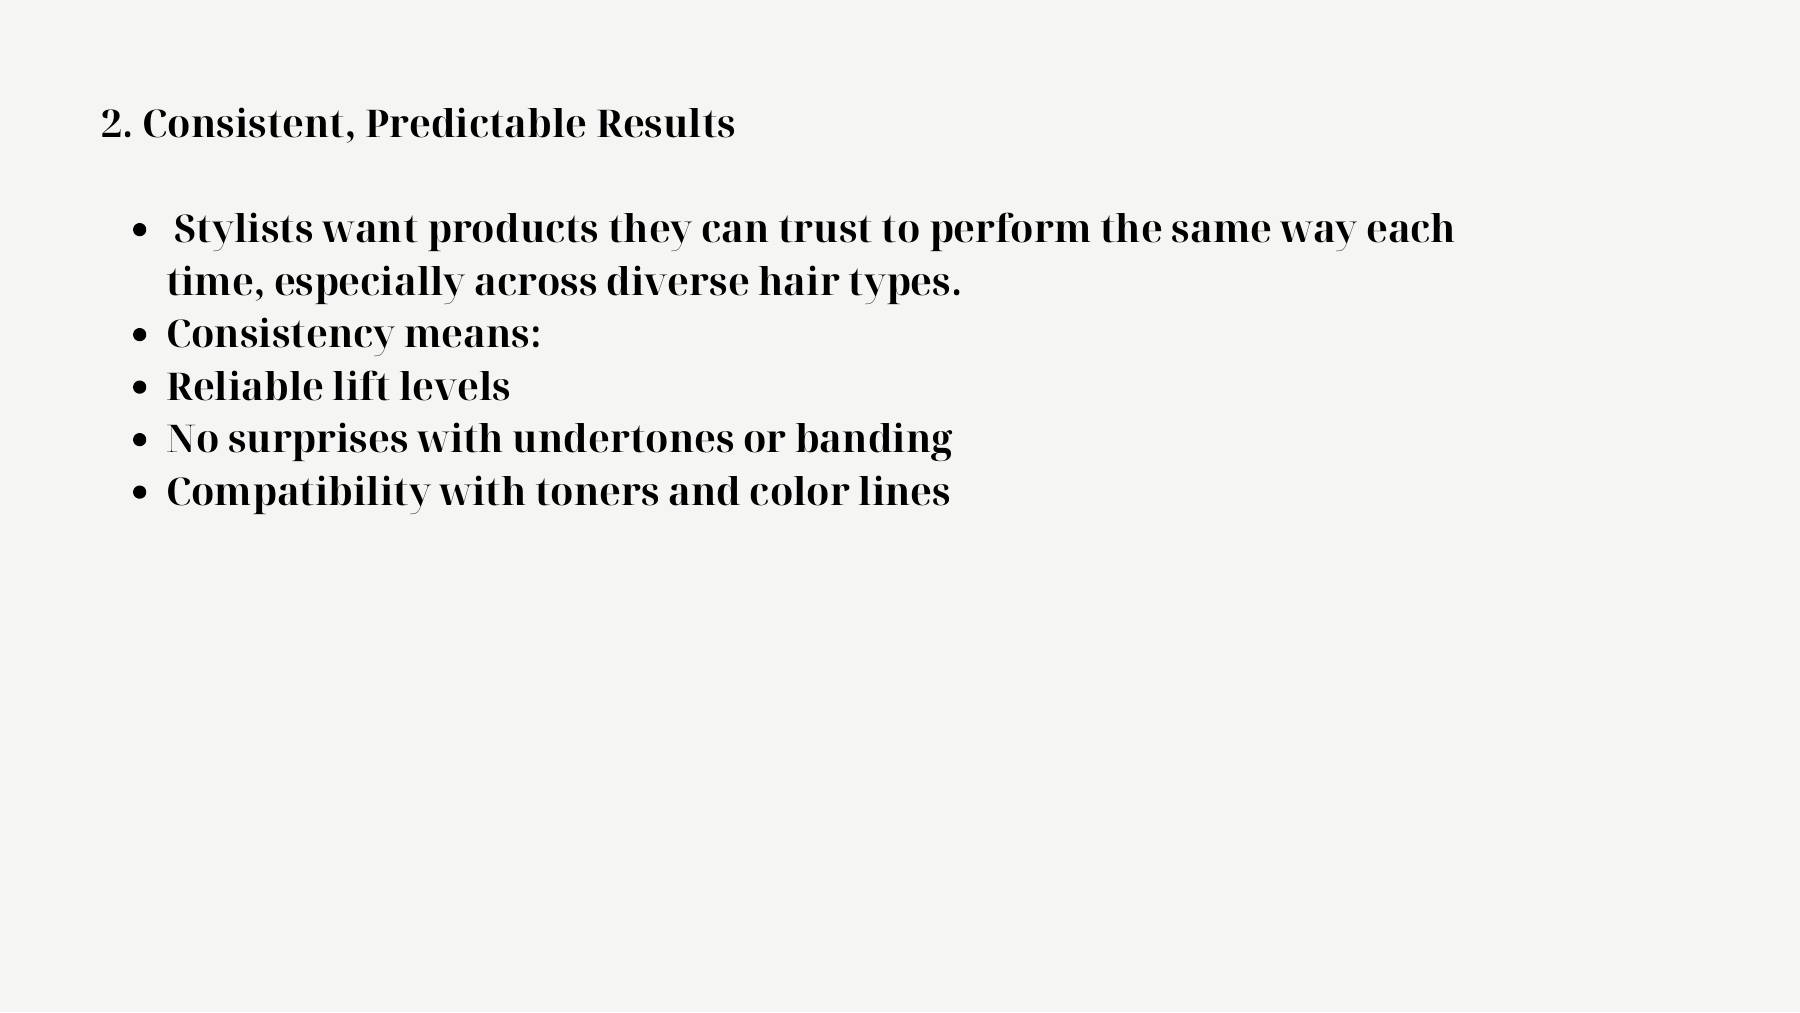 2. Consistent, Predictable Results
• Stylists want products they can trust to perform the same way each
time, especially across diverse hair types.
• Consistency means:
• Reliable lift levels
• No surprises with undertones or banding
• Compatibility with toners and color lines